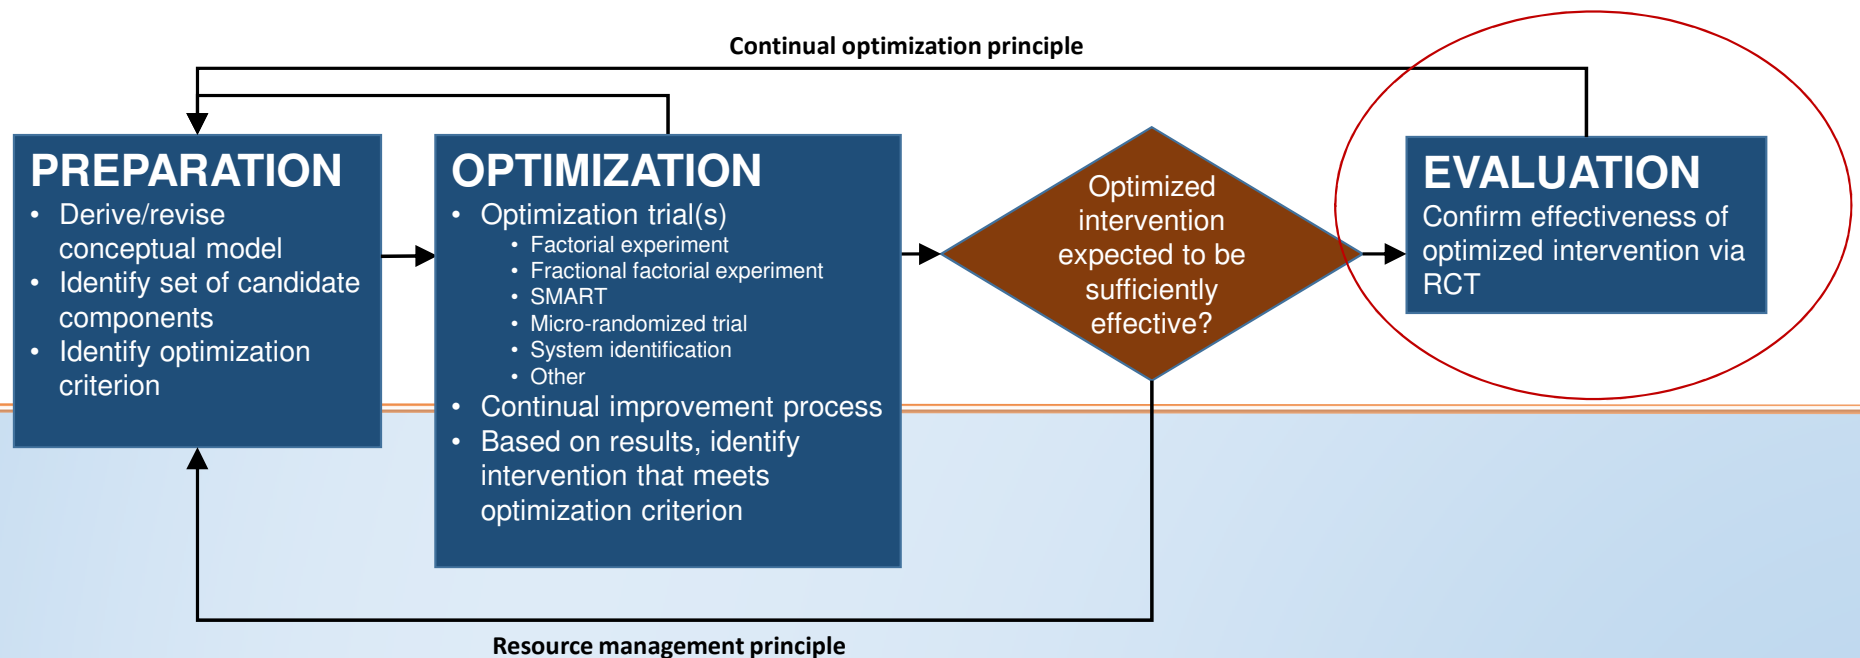 Continual optimization principle
PREPARATION
• Derive/revise
conceptual model
• Identify set of candidate
components
• Identify optimization
criterion
OPTIMIZATION
• Optimization trial(s)
• Factorial experiment
• Fractional factorial experiment
• SMART
• Micro-randomized trial
• System identification
• Other
• Continual improvement process
• Based on results, identify
intervention that meets
optimization criterion
Optimized
intervention
expected to be
sufficiently
effective?
EVALUATION
Confirm effectiveness of
optimized intervention via
RCT
Resource management principle